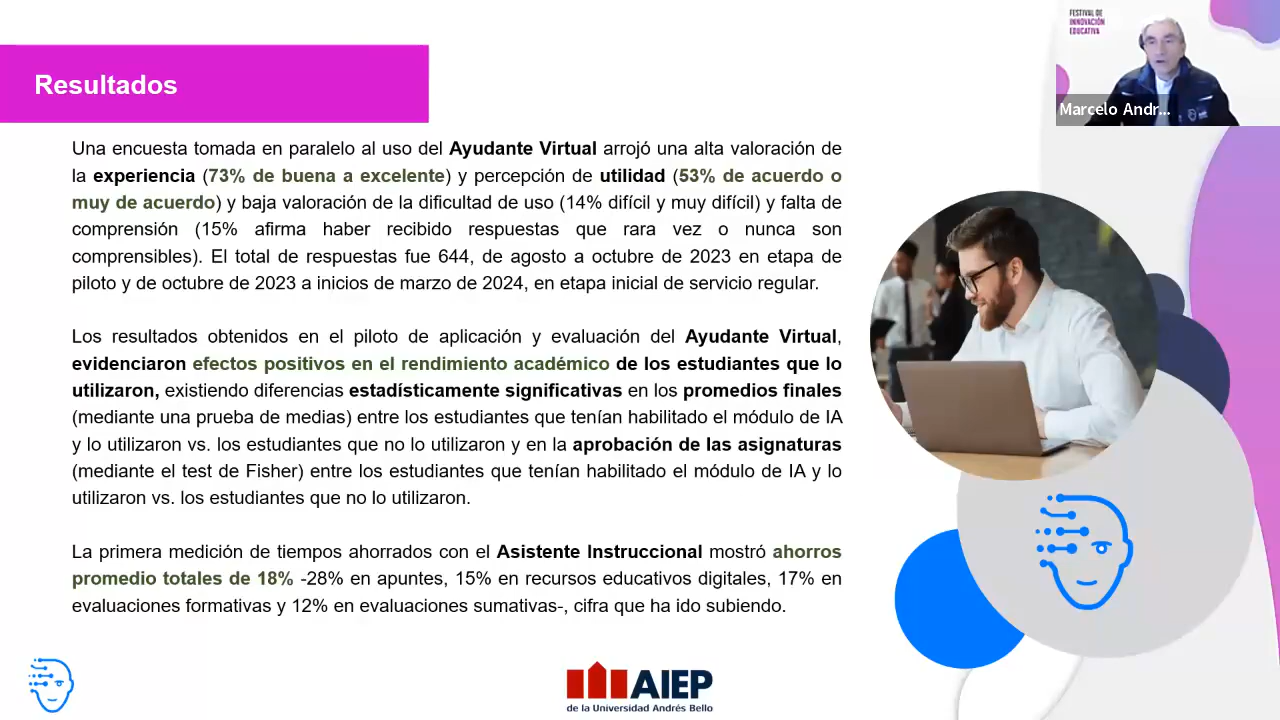 FESTIVAL DE
INNOVACIÓN
EDUCATIVA
Marcelo Andr...
Resultados
Una encuesta tomada en paralelo al uso del Ayudante Virtual arrojó una alta valoración de
la experiencia (73% de buena a excelente) y percepción de utilidad (53% de acuerdo o
muy de acuerdo) y baja valoración de la dificultad de uso (14% difícil y muy difícil) y falta de
comprensión (15% afirma haber recibido respuestas que rara vez o nunca son
comprensibles). El total de respuestas fue 644, de agosto a octubre de 2023 en etapa de
piloto y de octubre de 2023 a inicios de marzo de 2024, en etapa inicial de servicio regular.
Los resultados obtenidos en el piloto de aplicación y evaluación del Ayudante Virtual,
evidenciaron efectos positivos en el rendimiento académico de los estudiantes que lo
utilizaron, existiendo diferencias estadísticamente significativas en los promedios finales
(mediante una prueba de medias) entre los estudiantes que tenían habilitado el módulo de IA
y lo utilizaron vs. los estudiantes que no lo utilizaron y en la aprobación de las asignaturas
(mediante el test de Fisher) entre los estudiantes que tenían habilitado el módulo de IA y lo
utilizaron vs. los estudiantes que no lo utilizaron.
La primera medición de tiempos ahorrados con el Asistente Instruccional mostró ahorros
promedio totales de 18% -28% en apuntes, 15% en recursos educativos digitales, 17% en
evaluaciones formativas y 12% en evaluaciones sumativas-, cifra que ha ido subiendo.
AIEP
de la Universidad Andrés Bello